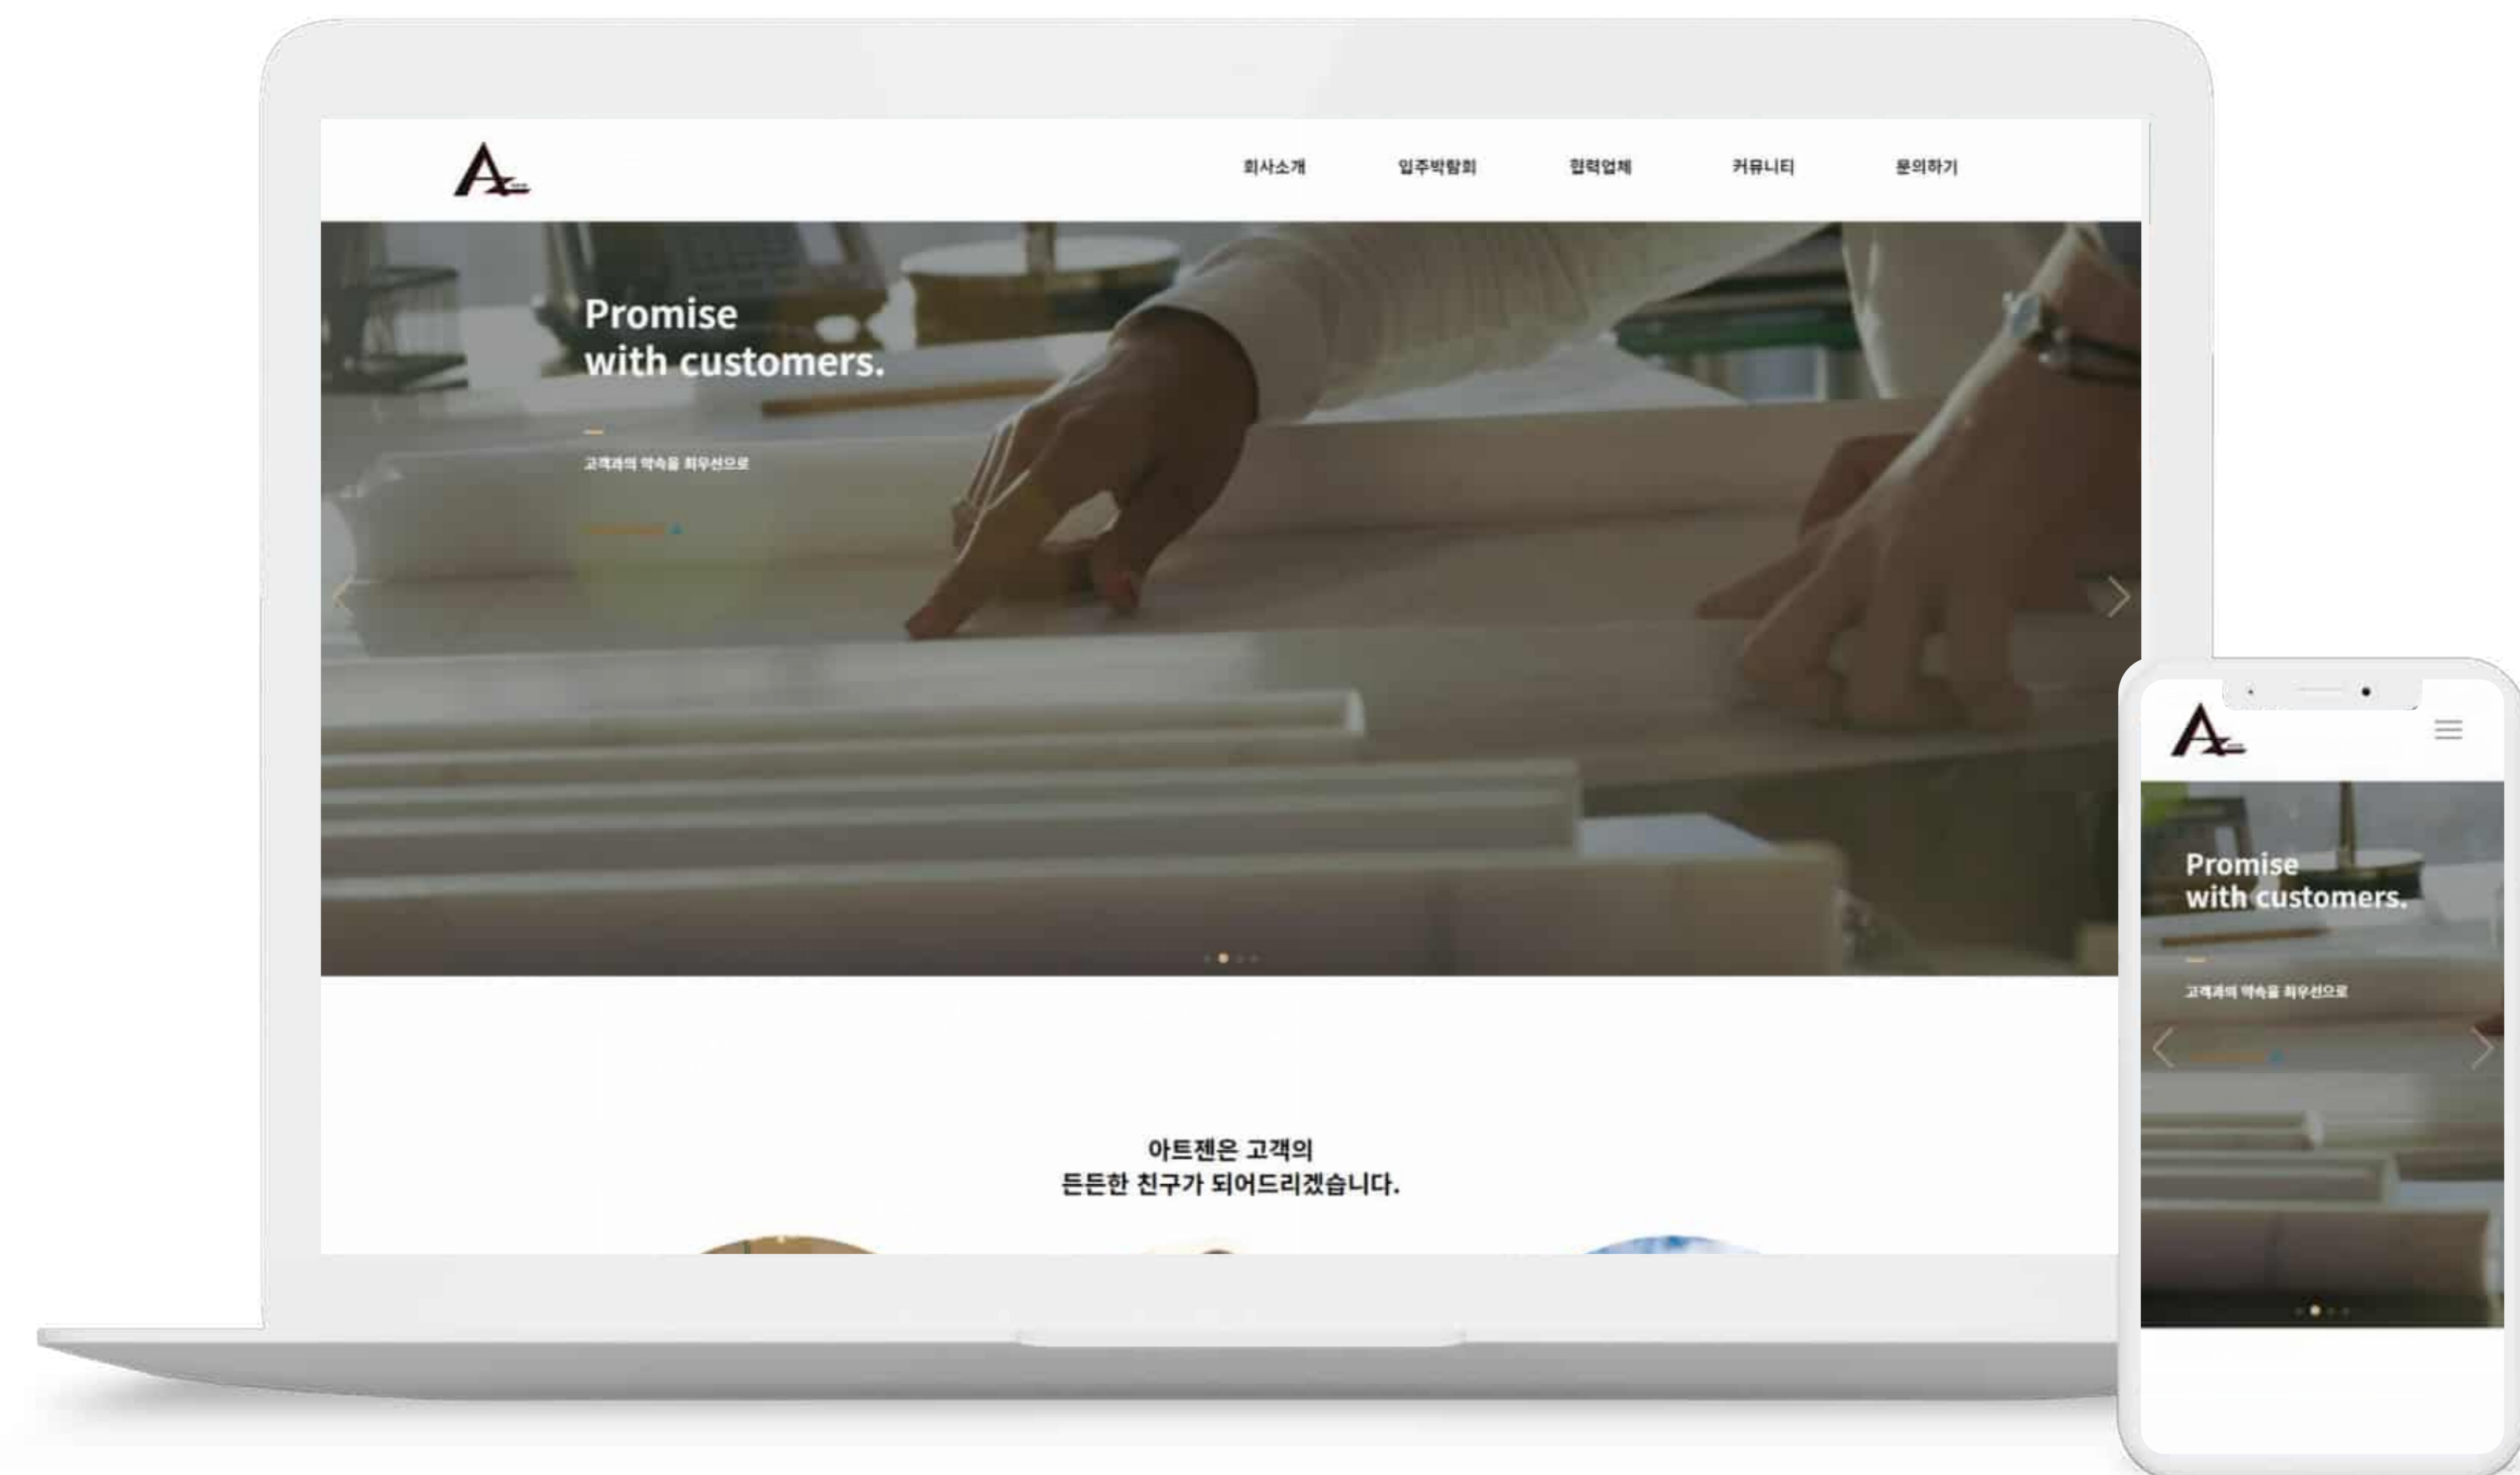 회사소개 입주박람회 협력업체 커뮤니티 문의하기
Promise
with customers.
고객과의 약속을 최우선으로
아트젠은 고객의
든든한 친구가 되어드리겠습니다.
Promise
with customers.
고객과의 약속을 최우선으로